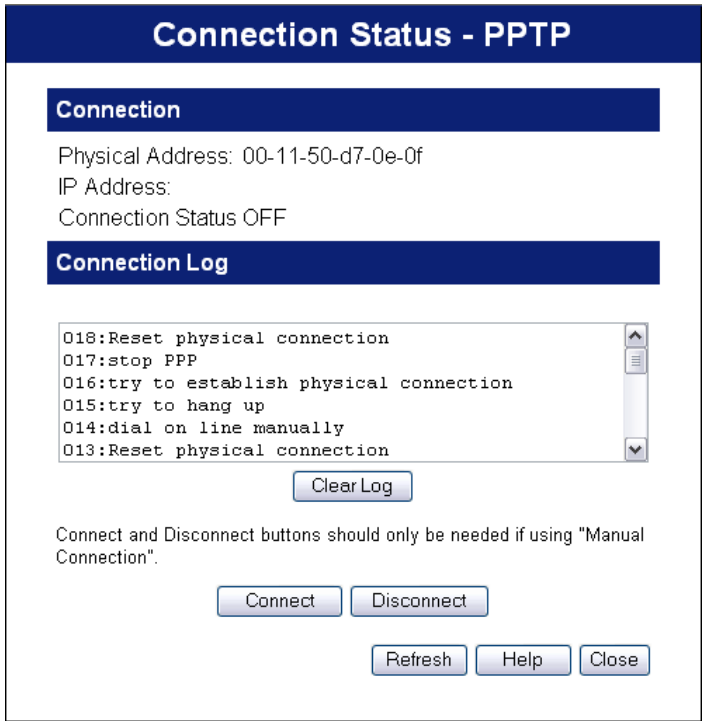 Connection Status - PPTP
Connection
Physical Address: 00-11-50-d7-0e-0f
IP Address:
Connection Status OFF
Connection Log
018:Reset physical connection
017:stop PPP
016:try to establish physical connection
015:try to hang up
014:dial on line manually
013:Reset physical connection
Clear Log
Connect and Disconnect buttons should only be needed if using "Manual
Connection".
Connect Disconnect
Refresh Help Close